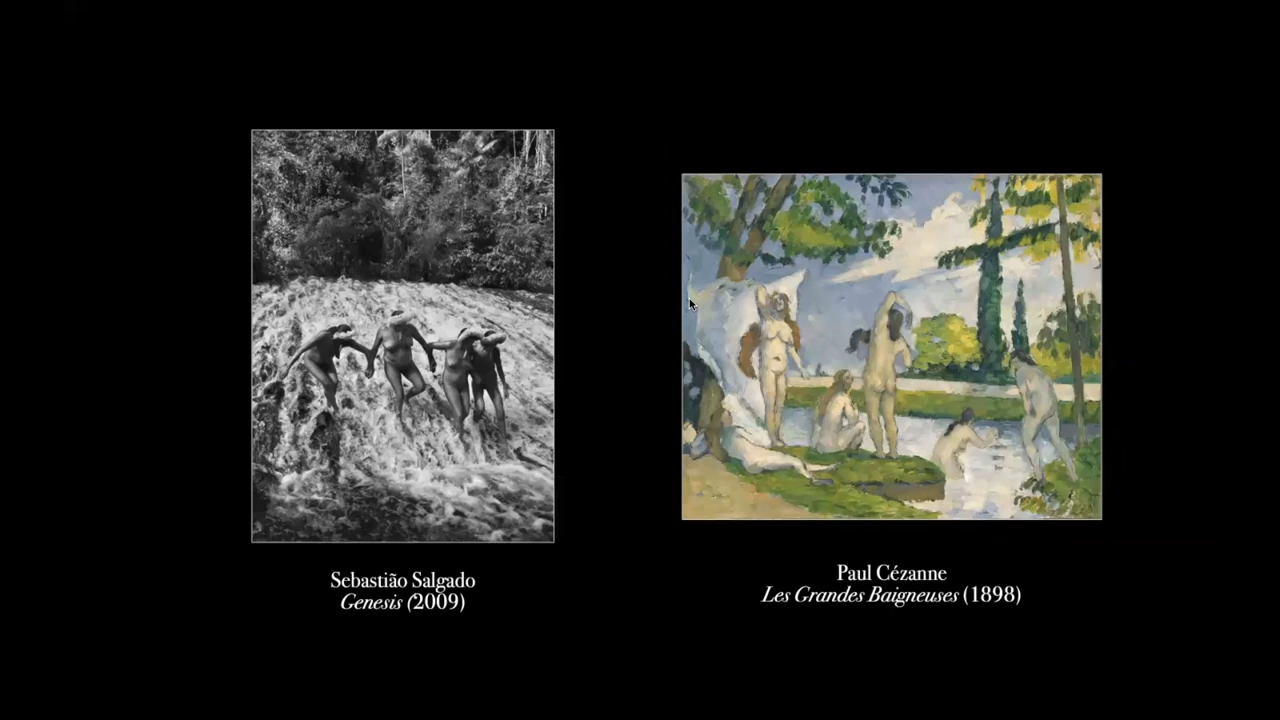 Sebastião Salgado
Genesis (2009)
Paul Cézanne
Les Grandes Baigneuses (1898)